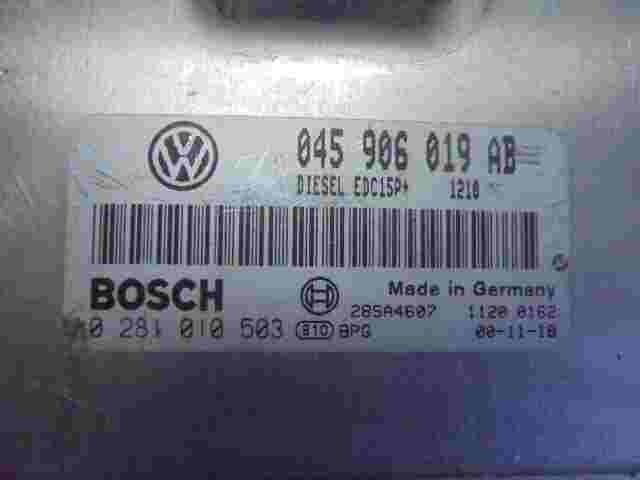 045 906 019 AB
DIESEL EDC15P+ 1210
BOSCH Made in Germany
285A4607 1120 0162
0 281 010 503 810 BPG 00-11-18